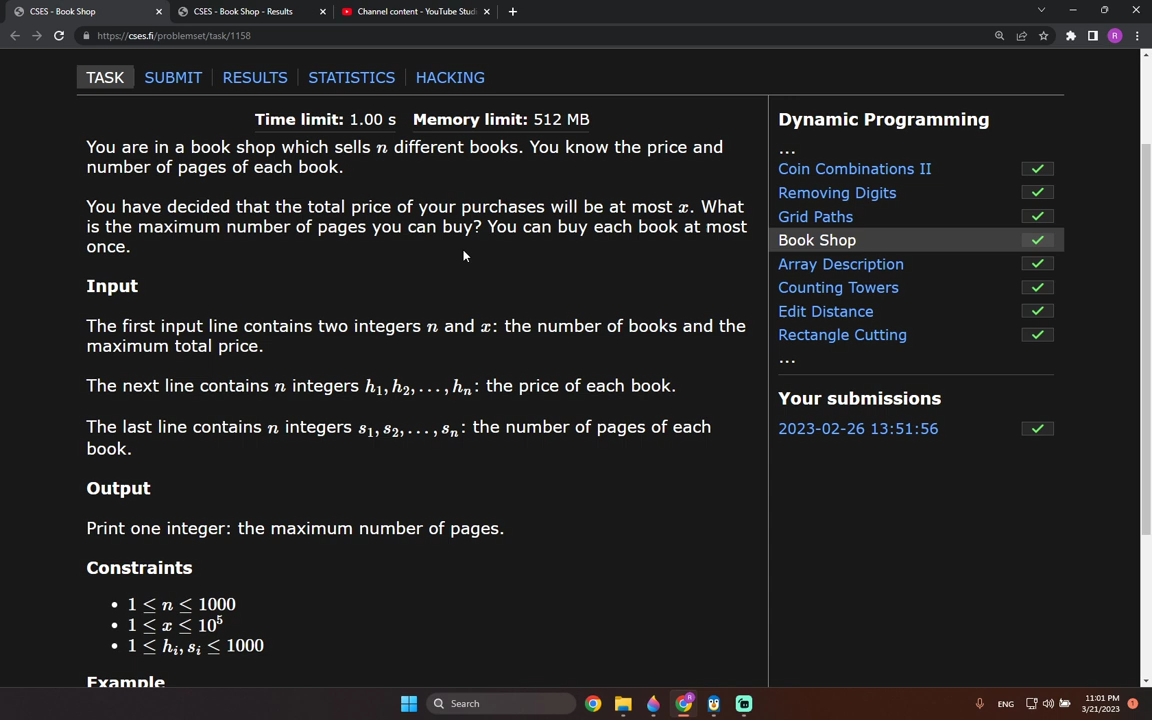 CSES - Book Shop
CSES - Book Shop - Results
Channel content - YouTube Studi
https://cses.fi/problemset/task/1158
R
TASK SUBMIT RESULTS STATISTICS HACKING
Time limit: 1.00 s Memory limit: 512 MB
You are in a book shop which sells n different books. You know the price and
number of pages of each book.
You have decided that the total price of your purchases will be at most x. What
is the maximum number of pages you can buy? You can buy each book at most
once.
Input
The first input line contains two integers n and x: the number of books and the
maximum total price.
The next line contains n integers h₁, h₂, . . . , hₙ: the price of each book.
The last line contains n integers s₁, s₂, . . . , sₙ: the number of pages of each
book.
Output
Print one integer: the maximum number of pages.
Constraints
• 1 ≤ n ≤ 1000
• 1 ≤ x ≤ 10⁵
• 1 ≤ hᵢ, sᵢ ≤ 1000
Example
Dynamic Programming
...
Coin Combinations II
Removing Digits
Grid Paths
Book Shop
Array Description
Counting Towers
Edit Distance
Rectangle Cutting
...
Your submissions
2023-02-26 13:51:56
Search
R
ENG
11:01 PM
3/21/2023
1